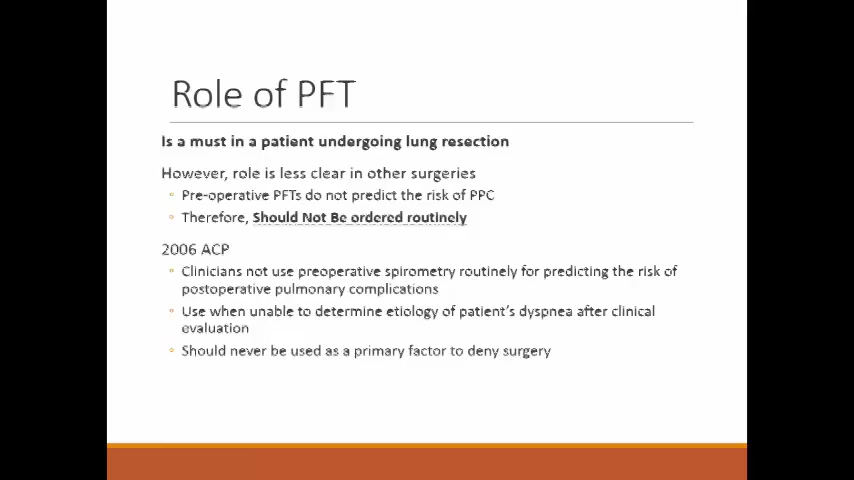 Role of PFT
Is a must in a patient undergoing lung resection
However, role is less clear in other surgeries
◦ Pre-operative PFTs do not predict the risk of PPC
◦ Therefore, Should Not Be ordered routinely
2006 ACP
◦ Clinicians not use preoperative spirometry routinely for predicting the risk of
postoperative pulmonary complications
◦ Use when unable to determine etiology of patient's dyspnea after clinical
evaluation
◦ Should never be used as a primary factor to deny surgery